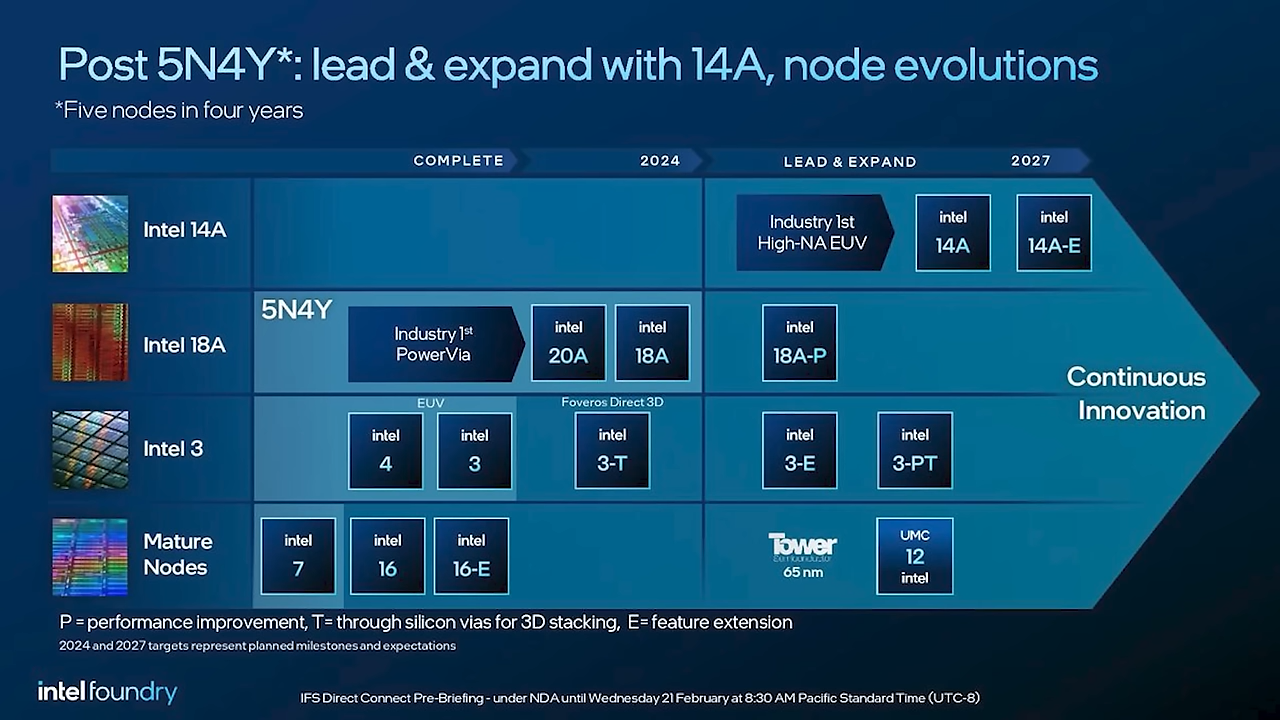 Post 5N4Y*: lead & expand with 14A, node evolutions
*Five nodes in four years
COMPLETE
2024
LEAD & EXPAND
2027
Intel 14A
Industry 1st
High-NA EUV
intel
14A
intel
14A-E
Intel 18A
5N4Y
Industry 1st
PowerVia
intel
20A
intel
18A
intel
18A-P
Continuous
Innovation
Intel 3
EUV
intel
4
intel
3
Foveros Direct 3D
intel
3-T
intel
3-E
intel
3-PT
Mature
Nodes
intel
7
intel
16
intel
16-E
Tower
Semiconductor
65 nm
UMC
12
intel
P = performance improvement, T= through silicon vias for 3D stacking, E= feature extension
2024 and 2027 targets represent planned milestones and expectations
intel foundry
IFS Direct Connect Pre-Briefing - under NDA until Wednesday 21 February at 8:30 AM Pacific Standard Time (UTC-8)